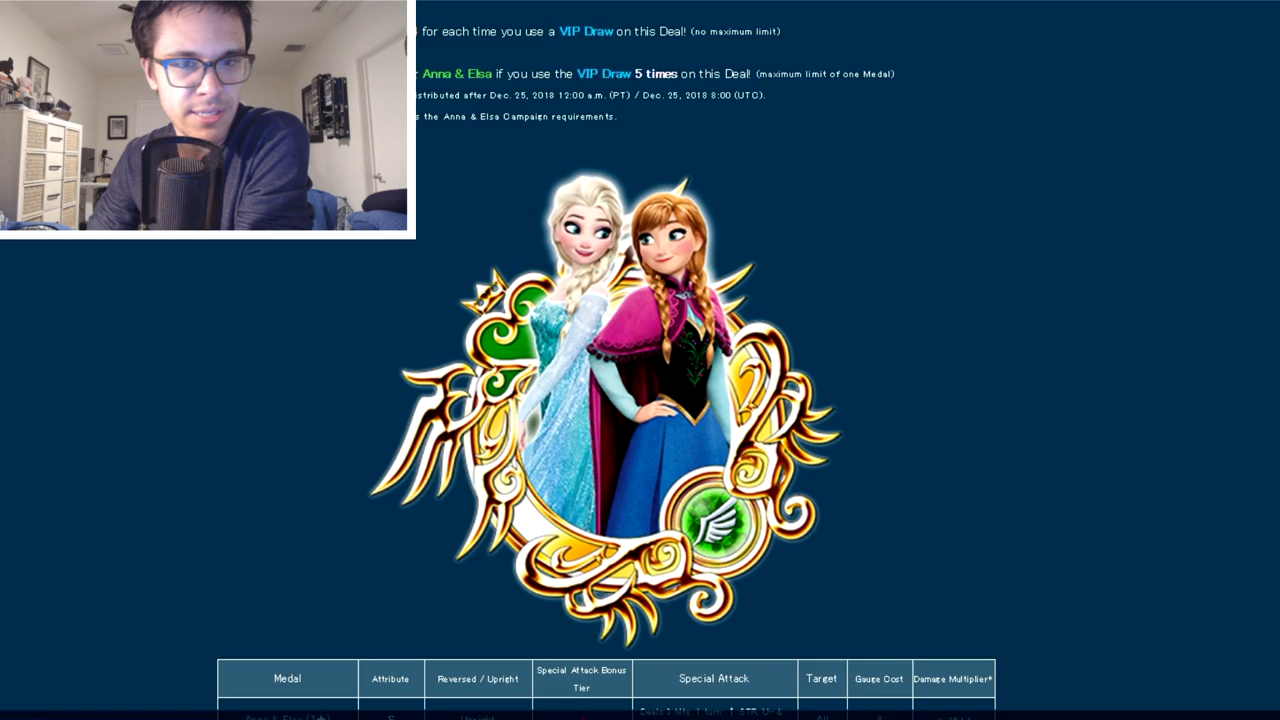 for each time you use a VIP Draw on this Deal! (no maximum limit)
Anna & Elsa if you use the VIP Draw 5 times on this Deal! (maximum limit of one Medal)
distributed after Dec. 25, 2018 12:00 a.m. (PT) / Dec. 25, 2018 8:00 (UTC).
the Anna & Elsa Campaign requirements.
Medal Attribute Reversed / Upright Special Attack Bonus Tier Special Attack Target Gauge Cost Damage Multiplier*